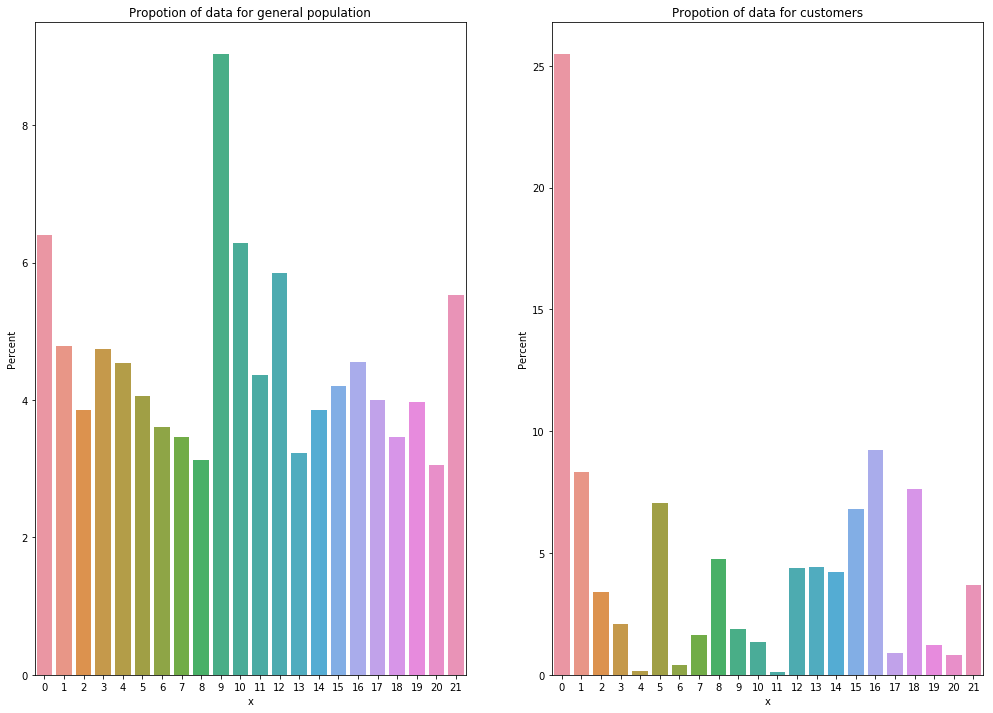 Propotion of data for general population
Percent
8
6
4
2
0
0 1 2 3 4 5 6 7 8 9 10 11 12 13 14 15 16 17 18 19 20 21
x
Propotion of data for customers
Percent
25
20
15
10
5
0
0 1 2 3 4 5 6 7 8 9 10 11 12 13 14 15 16 17 18 19 20 21
x